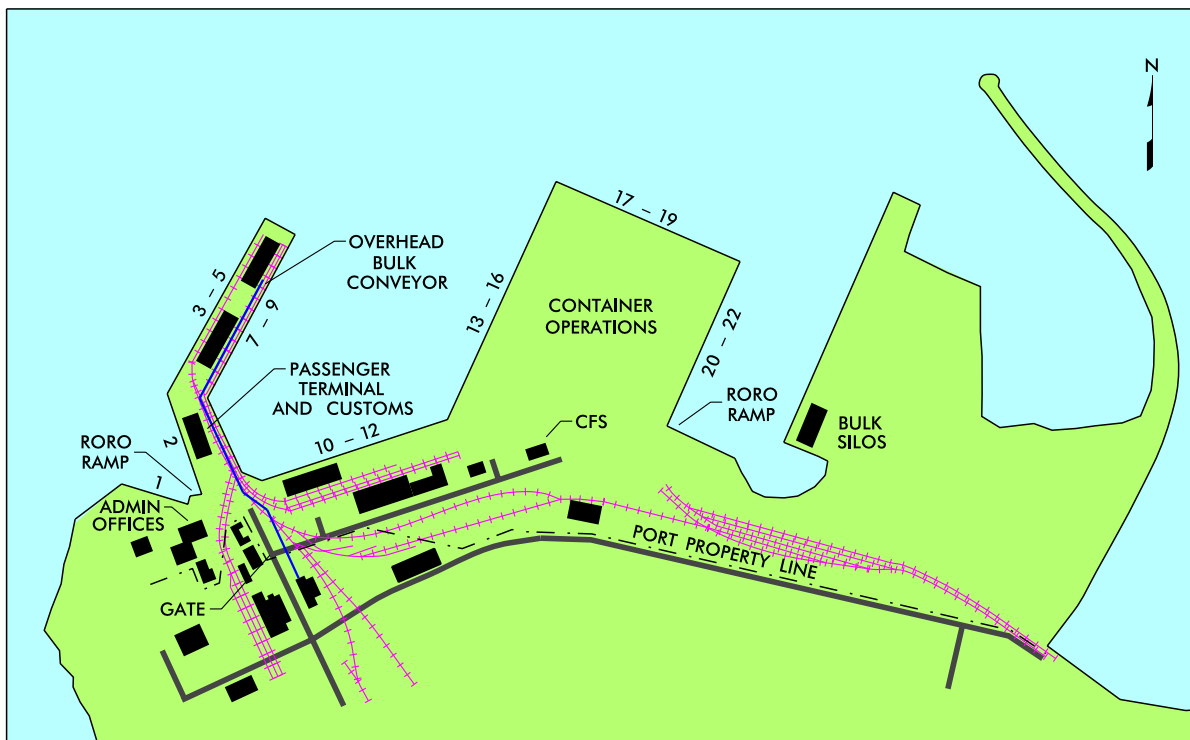 N
17 – 19
OVERHEAD
BULK
CONVEYOR
3 – 5
7 – 9
13 – 16
CONTAINER
OPERATIONS
20 – 22
PASSENGER
TERMINAL
AND CUSTOMS
RORO
RAMP
BULK
SILOS
CFS
2
10 – 12
RORO
RAMP
1
ADMIN
OFFICES
PORT PROPERTY LINE
GATE